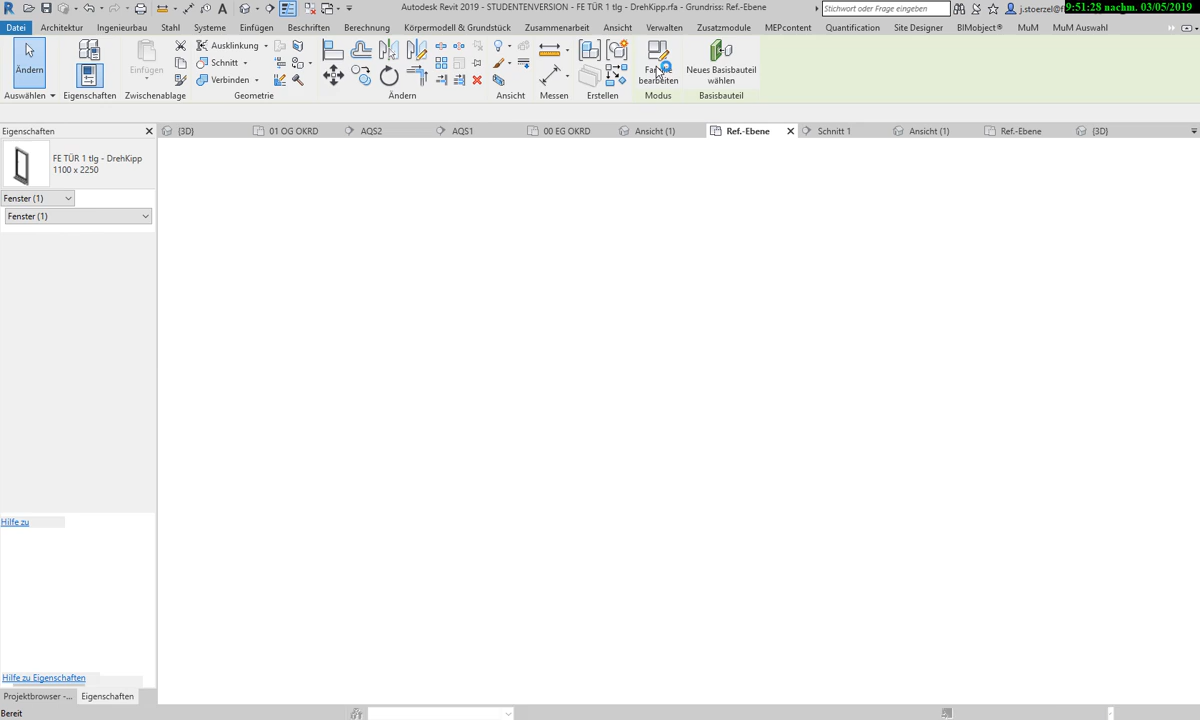 Autodesk Revit 2019 - STUDENTENVERSION - FE TÜR 1 tlg - DrehKipp.rfa - Grundriss: Ref.-Ebene
Stichwort oder Frage eingeben
j.stoerzel@f
9:51:28 nachm. 03/05/2019
Datei Architektur Ingenieurbau Stahl Systeme Einfügen Beschriften Berechnung Körpermodell & Grundstück Zusammenarbeit Ansicht Verwalten Zusatzmodule MEPcontent Quantification Site Designer BIMobject® MuM MuM Auswahl
Ausklinkung
Schnitt
Verbinden
Ändern
Einfügen
bearbeiten
Neues Basisbauteil
wählen
Auswählen Eigenschaften Zwischenablage Geometrie Ändern Ansicht Messen Erstellen Modus Basisbauteil
Eigenschaften
{3D} 01 OG OKRD AQS2 AQS1 00 EG OKRD Ansicht (1) Ref.-Ebene Schnitt 1 Ansicht (1) Ref.-Ebene {3D}
FE TÜR 1 tlg - DrehKipp
1100 x 2250
Fenster (1)
Fenster (1)
Hilfe zu
Hilfe zu Eigenschaften
Projektbrowser -... Eigenschaften
Bereit